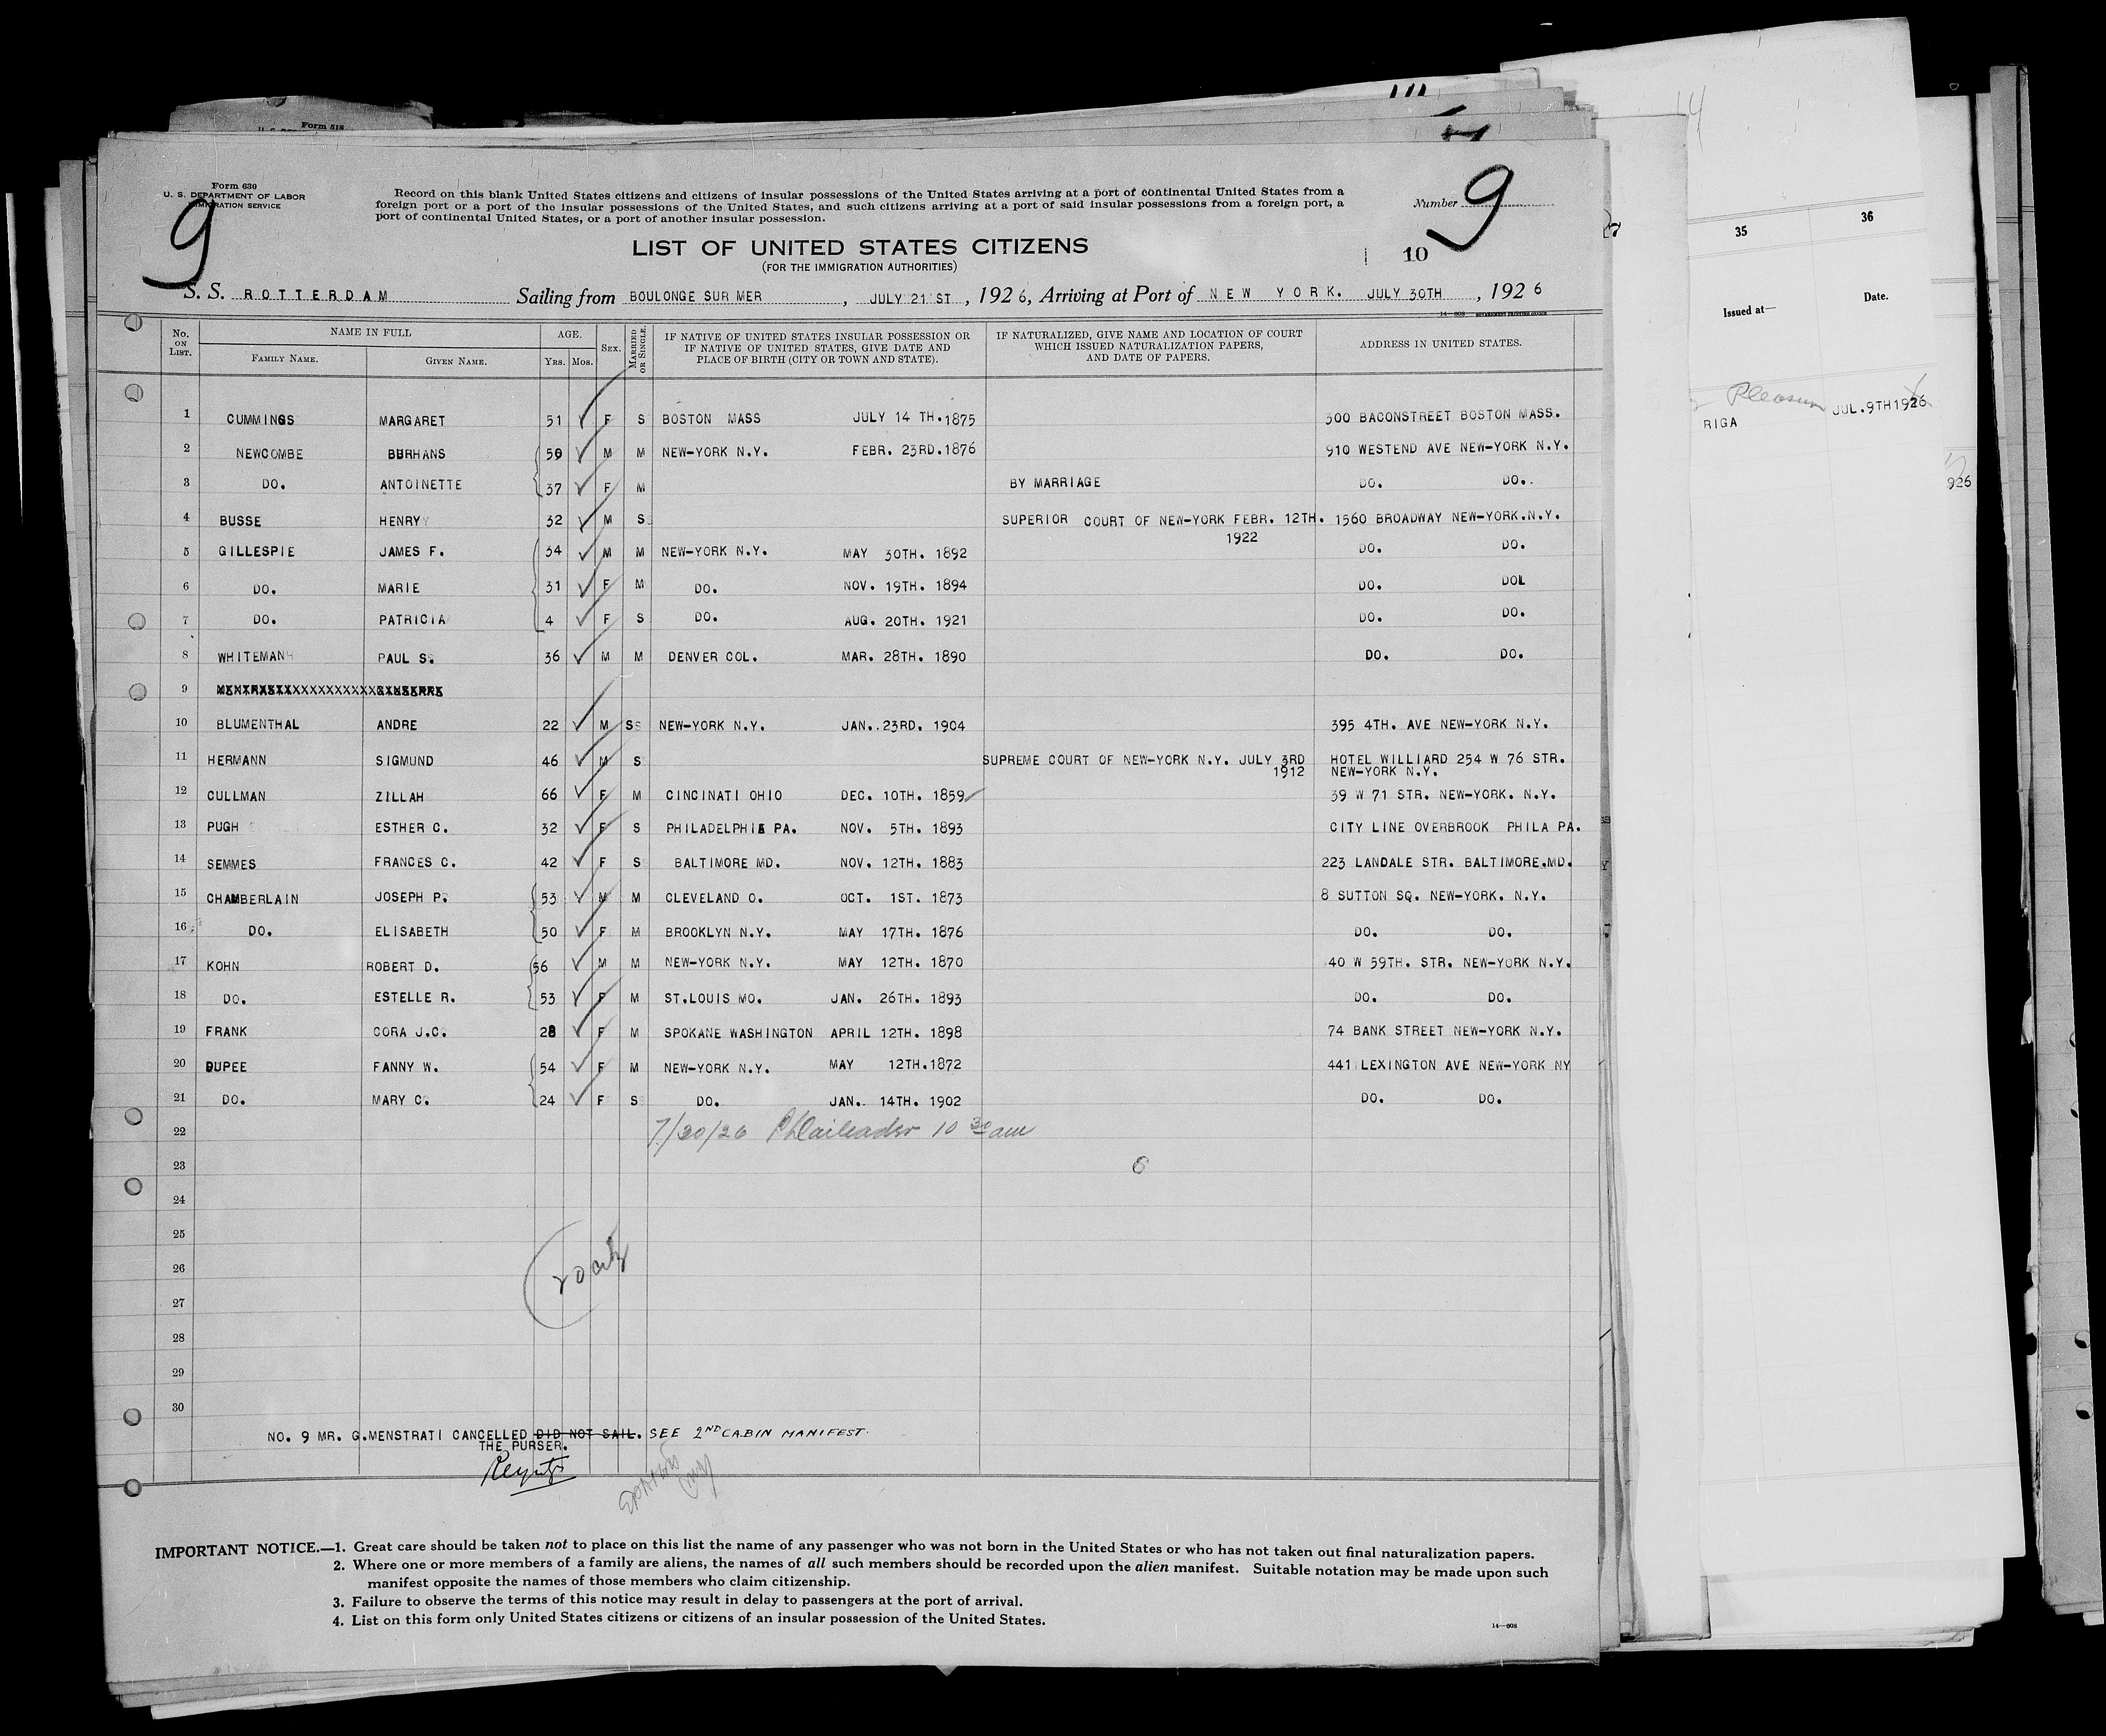 Form 518
Form 630
U. S. DEPARTMENT OF LABOR
IMMIGRATION SERVICE
9
Record on this blank United States citizens and citizens of insular possessions of the United States arriving at a port of continental United States from a
foreign port or a port of the insular possessions of the United States, and such citizens arriving at a port of said insular possessions from a foreign port, a
port of continental United States, or a port of another insular possession.
Number 9
LIST OF UNITED STATES CITIZENS
(FOR THE IMMIGRATION AUTHORITIES)
10
S. S. ROTTERDAM Sailing from BOULONGE SUR MER, JULY 21 ST, 1926, Arriving at Port of NEW YORK. JULY 30TH, 1926
No. ON LIST. NAME IN FULL AGE. Sex. MARRIED OR SINGLE IF NATIVE OF UNITED STATES INSULAR POSSESSION OR IF NATIVE OF UNITED STATES, GIVE DATE AND PLACE OF BIRTH (CITY OR TOWN AND STATE). IF NATURALIZED, GIVE NAME AND LOCATION OF COURT WHICH ISSUED NATURALIZATION PAPERS, AND DATE OF PAPERS. ADDRESS IN UNITED STATES.
FAMILY NAME. GIVEN NAME. Yrs. Mos.
1 CUMMINGS MARGARET 51 F S BOSTON MASS JULY 14 TH.1875 300 BACONSTREET BOSTON MASS.
2 NEWCOMBE BURHANS 50 M M NEW-YORK N.Y. FEBR. 23RD.1876 910 WESTEND AVE NEW-YORK N.Y.
3 DO. ANTOINETTE 37 F M BY MARRIAGE DO. DO..
4 BUSSE HENRY 32 M S SUPERIOR COURT OF NEW-YORK FEBR. 12TH. 1560 BROADWAY NEW-YORK.N.Y.
1922
5 GILLESPIE JAMES F. 34 M M NEW-YORK N.Y. MAY 30TH. 1892 DO. DO.
6 DO. MARIE 31 F M DO. NOV. 19TH. 1894 DO. DOL
7 DO. PATRICIA 4 F S DO. AUG. 20TH. 1921 DO. DO.
8 WHITEMAN PAUL S. 36 M M DENVER COL. MAR. 28TH. 1890 DO. DO.
9
10 BLUMENTHAL ANDRE 22 M S NEW-YORK N.Y. JAN..23RD. 1904 395 4TH. AVE NEW-YORK N.Y.
11 HERMANN SIGMUND 46 M S SUPREME COURT OF NEW-YORK N.Y. JULY 3RD HOTEL WILLIARD 254 W 76 STR.
1912 NEW-YORK N.Y.
12 CULLMAN ZILLAH 66 F M CINCINATI OHIO DEC. 10TH. 1859 39 W 71 STR. NEW-YORK. N.Y.
13 PUGH ESTHER C. 32 F S PHILADELPHIA PA. NOV. 5TH. 1893 CITY LINE OVERBROOK PHILA PA.
14 SEMMES FRANCES C. 42 F S BALTIMORE MD. NOV. 12TH. 1883 223 LANDALE STR. BALTIMORE.MD.
15 CHAMBERLAIN JOSEPH P. 53 M M CLEVELAND O. OCT. 1ST. 1873 8 SUTTON SQ. NEW-YORK. N.Y.
16 DO. ELISABETH 50 F M BROOKLYN N.Y. MAY 17TH. 1876 DO. DO.
17 KOHN ROBERT D. 56 M M NEW-YORK N.Y. MAY 12TH. 1870 40 W 59TH. STR. NEW-YORK N.Y.
18 DO. ESTELLE R. 53 F M ST.LOUIS MO. JAN. 26TH. 1893 DO. DO.
19 FRANK CORA J.C. 28 F M SPOKANE WASHINGTON APRIL 12TH. 1898 74 BANK STREET NEW-YORK N.Y.
20 DUPEE FANNY W. 54 F M NEW-YORK N.Y. MAY 12TH.1872 441 LEXINGTON AVE NEW-YORK NY
21 DO. MARY C. 24 F S DO. JAN. 14TH. 1902 DO. DO.
22 7/30/26 10 30 am
23 6
24
25
26
27
28
29
30
NO. 9 MR. G.MENSTRATI CANCELLED DID NOT SAIL. SEE 2ND CABIN MANIFEST.
THE PURSER.
IMPORTANT NOTICE.—1. Great care should be taken not to place on this list the name of any passenger who was not born in the United States or who has not taken out final naturalization papers.
2. Where one or more members of a family are aliens, the names of all such members should be recorded upon the alien manifest. Suitable notation may be made upon such
manifest opposite the names of those members who claim citizenship.
3. Failure to observe the terms of this notice may result in delay to passengers at the port of arrival.
4. List on this form only United States citizens or citizens of an insular possession of the United States.
14—608
35 36
Issued at— Date.
Pleasure
RIGA JUL.9TH1926
926